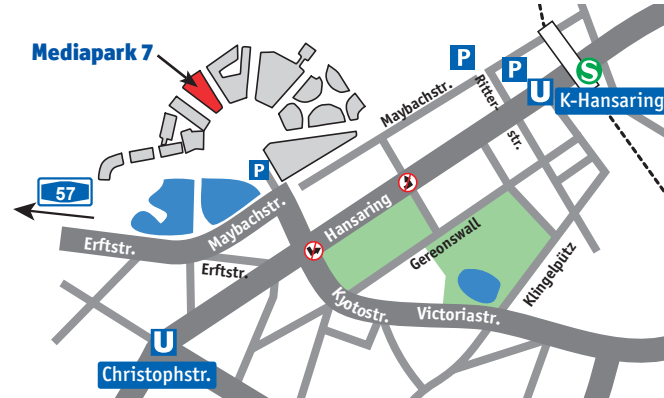 Mediapark 7
P
P
S
U
K-Hansaring
Maybachstr.
Ritter-
str.
P
57
Hansaring
Maybachstr.
Erftstr.
Erftstr.
Gereonswall
Klingelpütz
Kyotostr.
Victoriastr.
U
Christophstr.